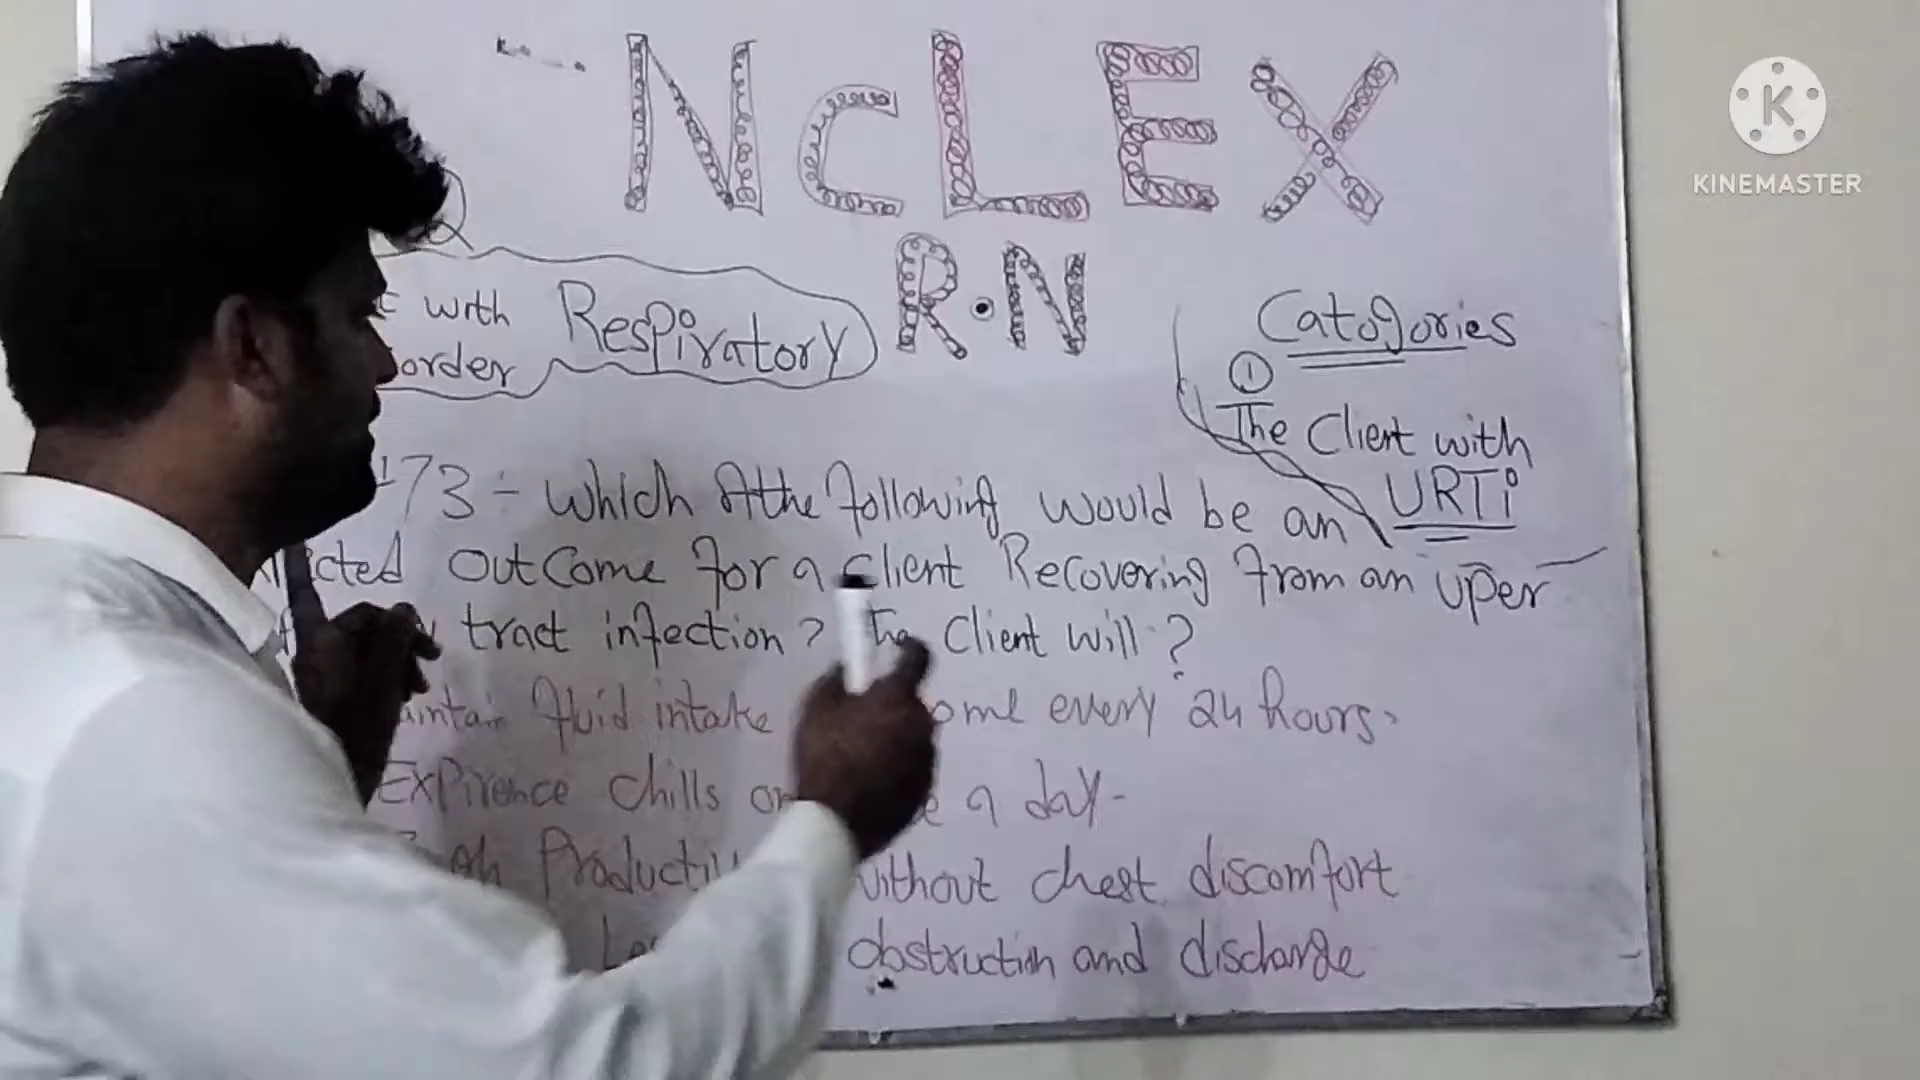 NCLEX
R.N
KINEMASTER
with Respiratory
order
Catogories
1
The Client with
URTi
173 :- which of the following would be an
cted outcome for a client Recovering from an uper
tract infection? The Client will :?
aintain fluid intake every 24 hours.
Expirence chills a day-
Productiv without chest discomfort
obstruction and discharge